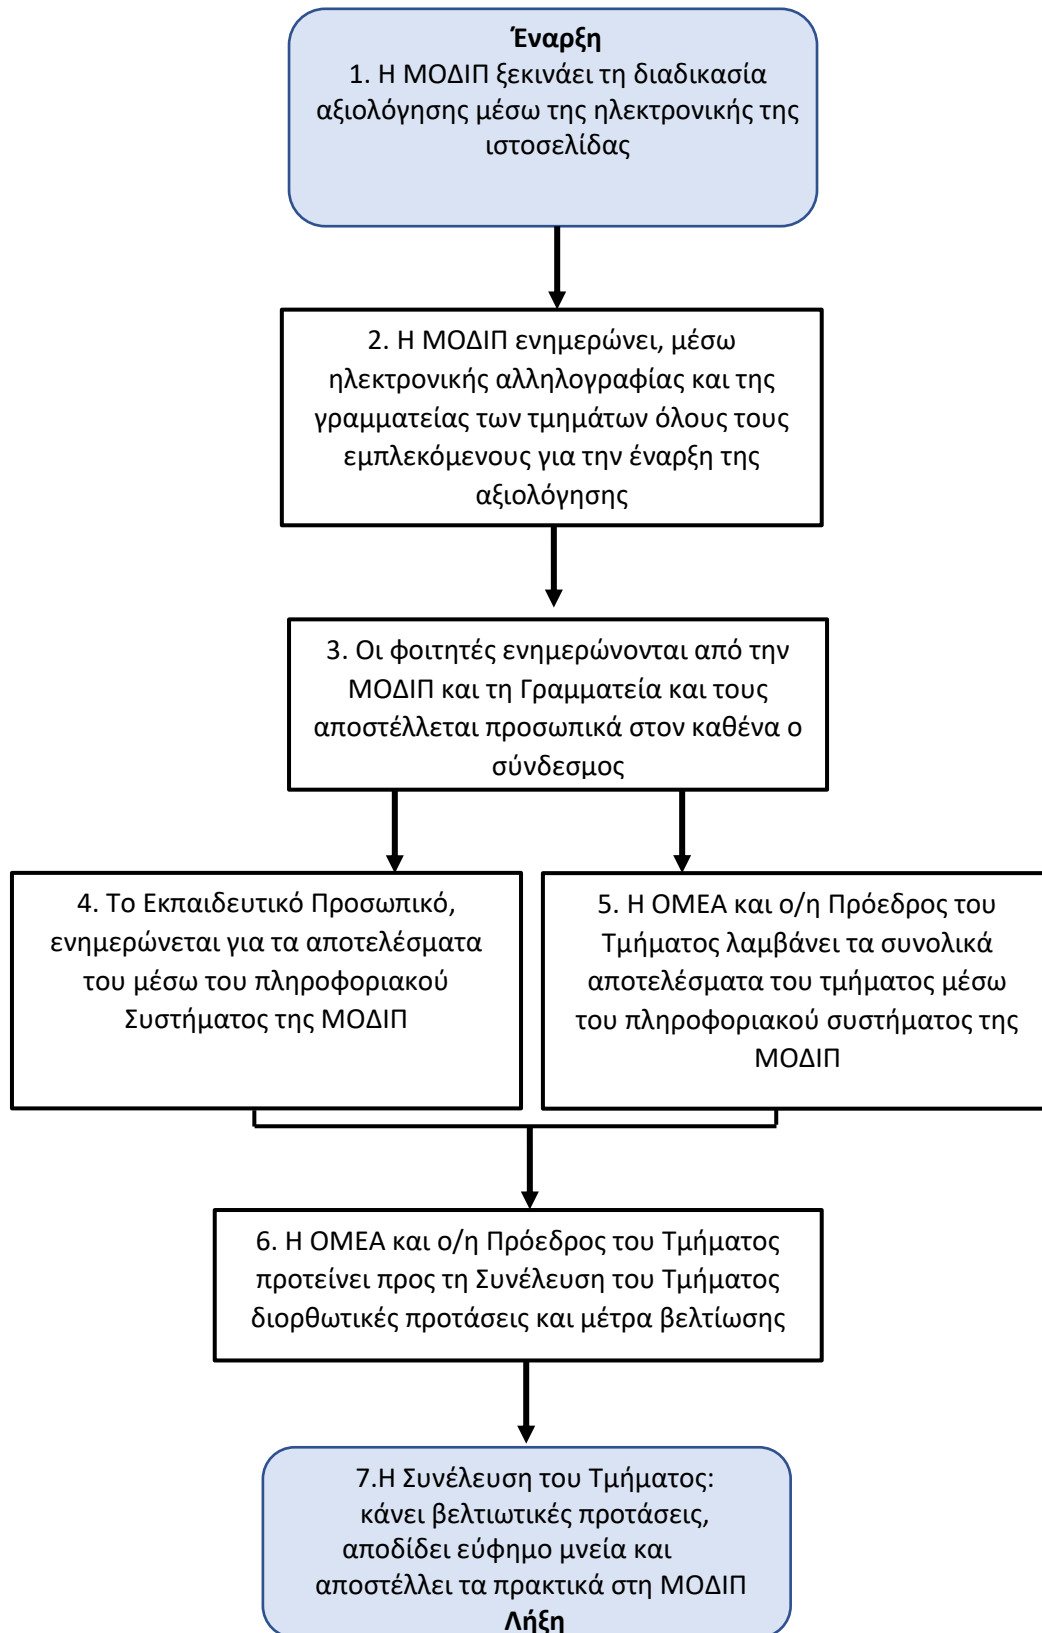 Έναρξη
1. Η ΜΟΔΙΠ ξεκινάει τη διαδικασία
αξιολόγησης μέσω της ηλεκτρονικής της
ιστοσελίδας
2. Η ΜΟΔΙΠ ενημερώνει, μέσω
ηλεκτρονικής αλληλογραφίας και της
γραμματείας των τμημάτων όλους τους
εμπλεκόμενους για την έναρξη της
αξιολόγησης
3. Οι φοιτητές ενημερώνονται από την
ΜΟΔΙΠ και τη Γραμματεία και τους
αποστέλλεται προσωπικά στον καθένα ο
σύνδεσμος
4. Το Εκπαιδευτικό Προσωπικό,
ενημερώνεται για τα αποτελέσματα
του μέσω του πληροφοριακού
Συστήματος της ΜΟΔΙΠ
5. Η ΟΜΕΑ και ο/η Πρόεδρος του
Τμήματος λαμβάνει τα συνολικά
αποτελέσματα του τμήματος μέσω
του πληροφοριακού συστήματος της
ΜΟΔΙΠ
6. Η ΟΜΕΑ και ο/η Πρόεδρος του Τμήματος
προτείνει προς τη Συνέλευση του Τμήματος
διορθωτικές προτάσεις και μέτρα βελτίωσης
7.Η Συνέλευση του Τμήματος:
κάνει βελτιωτικές προτάσεις,
αποδίδει εύφημο μνεία και
αποστέλλει τα πρακτικά στη ΜΟΔΙΠ
Λήξη